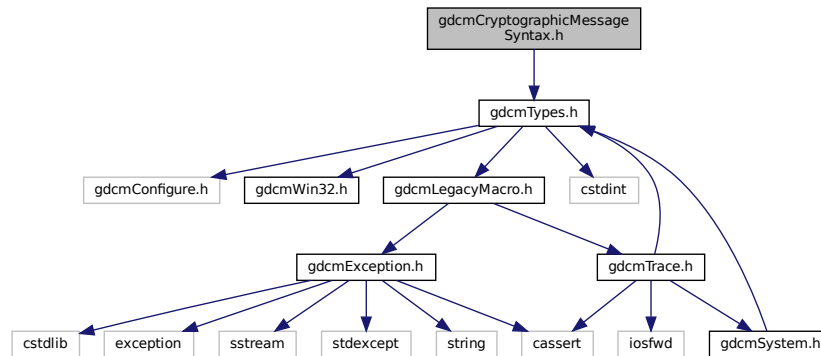 gdcmCryptographicMessage
Syntax.h
gdcmTypes.h
gdcmConfigure.h
gdcmWin32.h
gdcmLegacyMacro.h
cstdint
gdcmException.h
gdcmTrace.h
cstdlib
exception
sstream
stdexcept
string
cassert
iosfwd
gdcmSystem.h